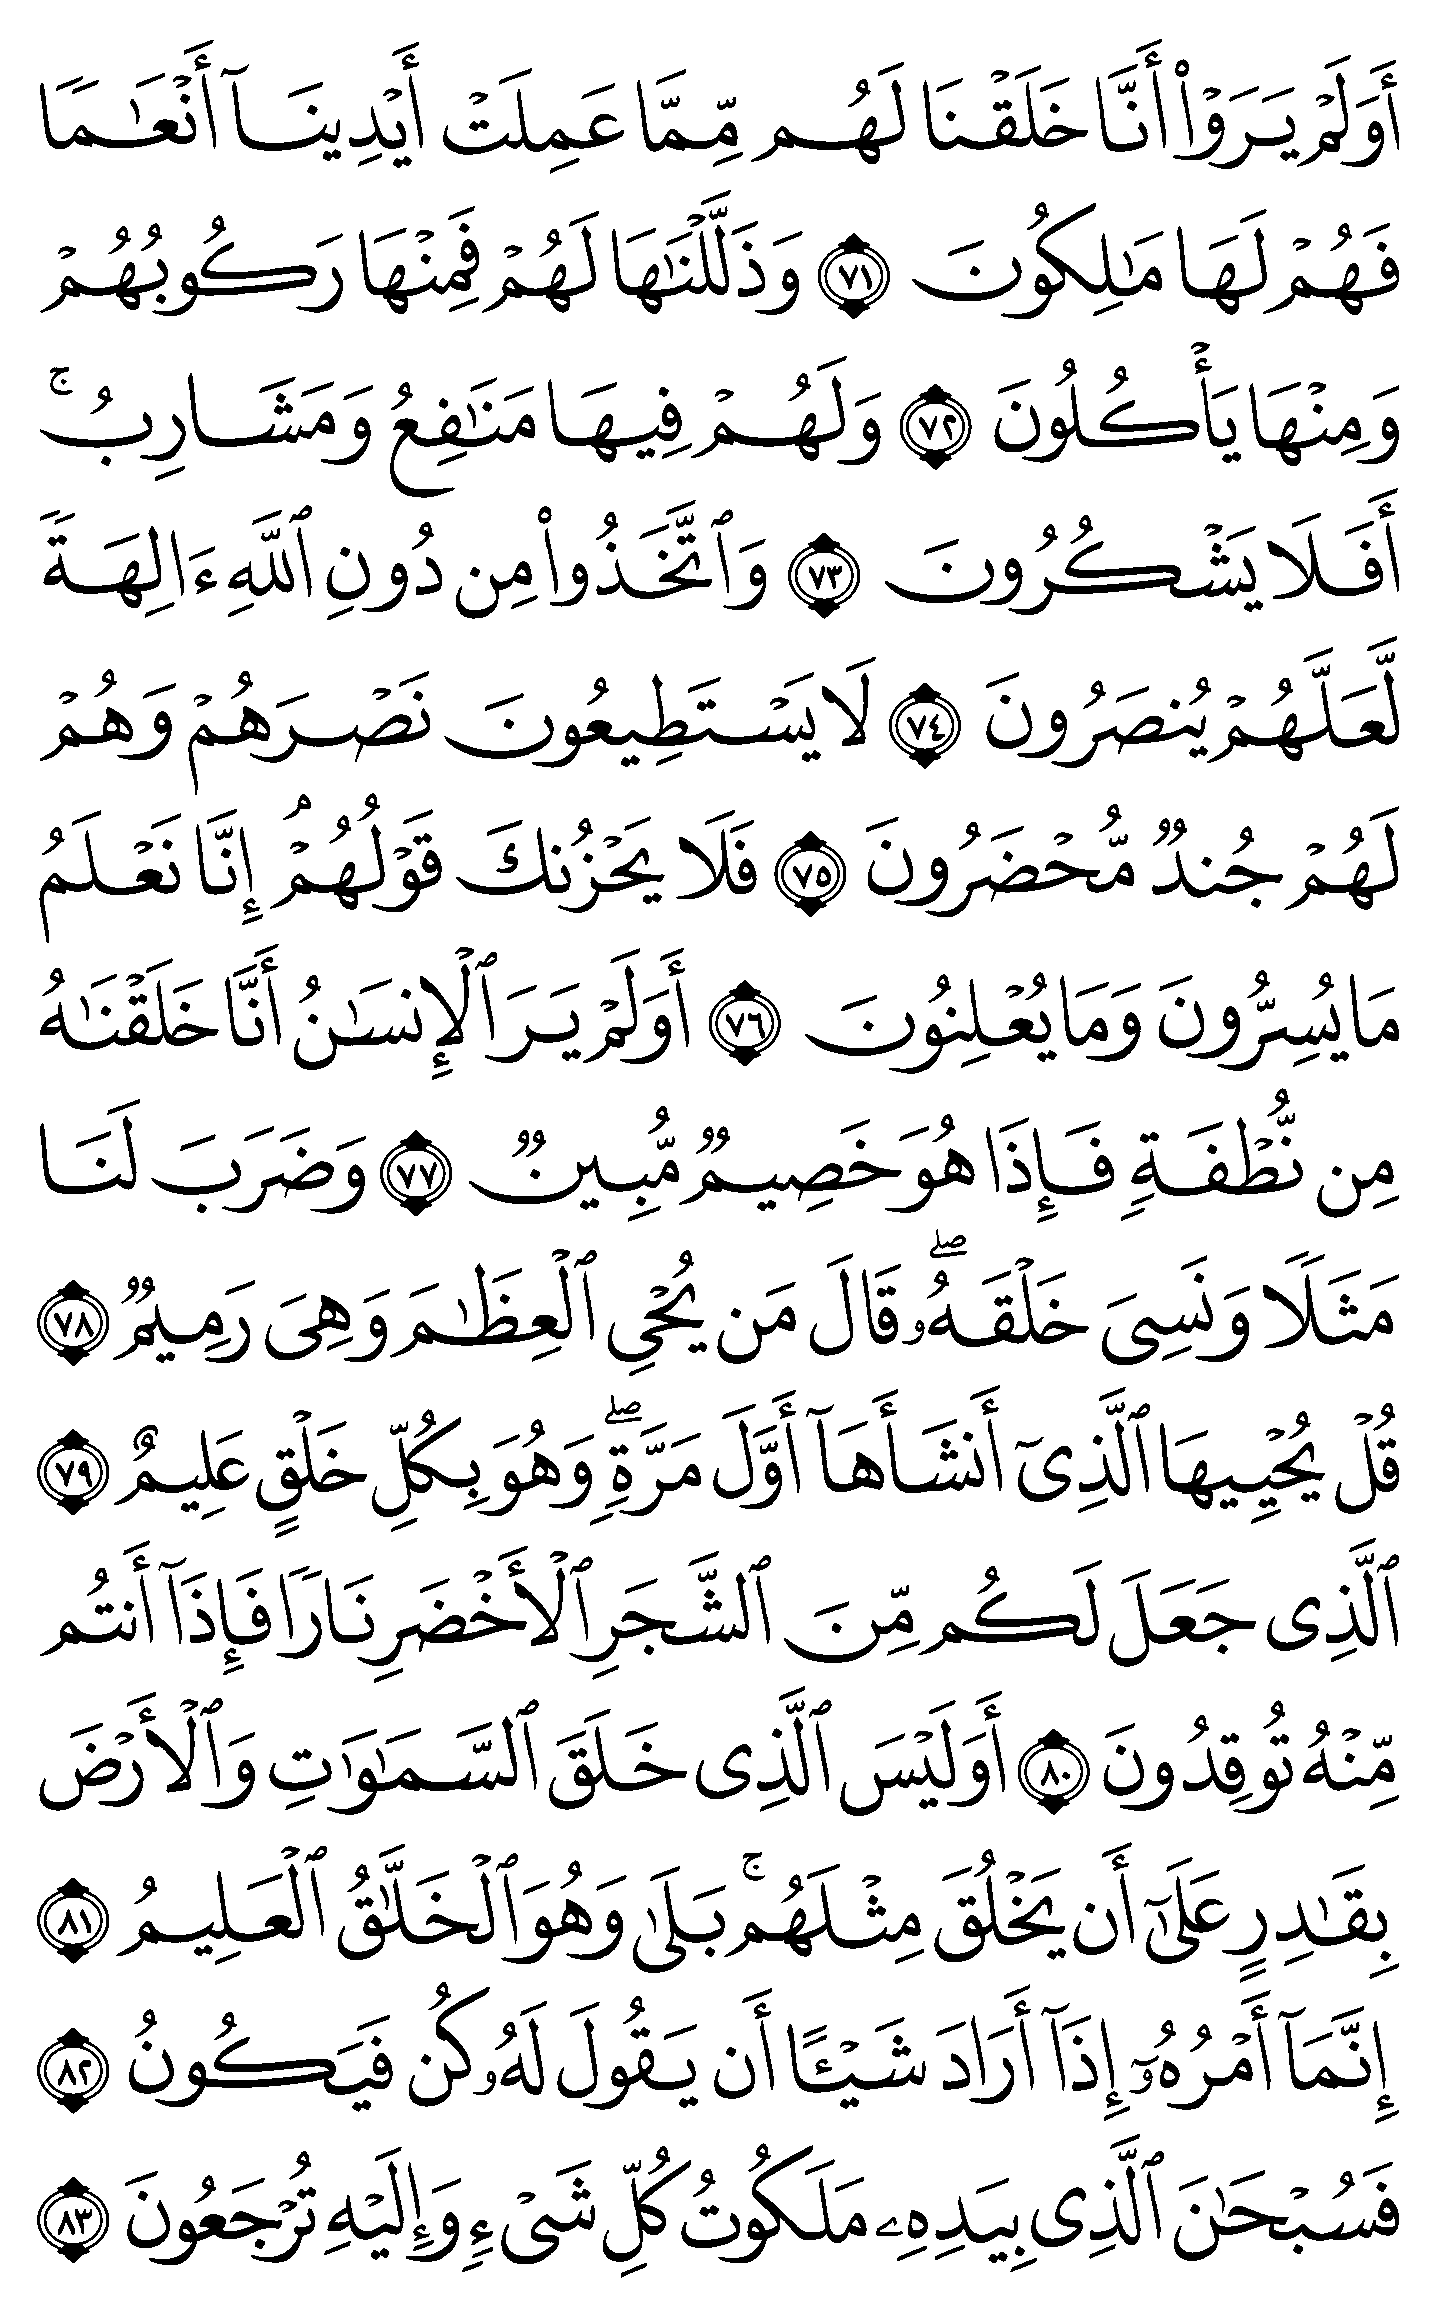 أَوَلَمْ يَرَوْا۟ أَنَّا خَلَقْنَا لَهُم مِّمَّا عَمِلَتْ أَيْدِينَآ أَنْعَـٰمًا
فَهُمْ لَهَا مَـٰلِكُونَ ٧١ وَذَلَّلْنَـٰهَا لَهُمْ فَمِنْهَا رَكُوبُهُمْ
وَمِنْهَا يَأْكُلُونَ ٧٢ وَلَهُمْ فِيهَا مَنَـٰفِعُ وَمَشَارِبُ ۚ
أَفَلَا يَشْكُرُونَ ٧٣ وَٱتَّخَذُوا۟ مِن دُونِ ٱللَّهِ ءَالِهَةً
لَّعَلَّهُمْ يُنصَرُونَ ٧٤ لَا يَسْتَطِيعُونَ نَصْرَهُمْ وَهُمْ
لَهُمْ جُندٌ مُّحْضَرُونَ ٧٥ فَلَا يَحْزُنكَ قَوْلُهُمْ ۘ إِنَّا نَعْلَمُ
مَا يُسِرُّونَ وَمَا يُعْلِنُونَ ٧٦ أَوَلَمْ يَرَ ٱلْإِنسَـٰنُ أَنَّا خَلَقْنَـٰهُ
مِن نُّطْفَةٍ فَإِذَا هُوَ خَصِيمٌ مُّبِينٌ ٧٧ وَضَرَبَ لَنَا
مَثَلًا وَنَسِىَ خَلْقَهُۥ ۖ قَالَ مَن يُحْىِ ٱلْعِظَـٰمَ وَهِىَ رَمِيمٌ ٧٨
قُلْ يُحْيِيهَا ٱلَّذِىٓ أَنشَأَهَآ أَوَّلَ مَرَّةٍ ۖ وَهُوَ بِكُلِّ خَلْقٍ عَلِيمٌ ٧٩
ٱلَّذِى جَعَلَ لَكُم مِّنَ ٱلشَّجَرِ ٱلْأَخْضَرِ نَارًا فَإِذَآ أَنتُم
مِّنْهُ تُوقِدُونَ ٨٠ أَوَلَيْسَ ٱلَّذِى خَلَقَ ٱلسَّمَـٰوَٰتِ وَٱلْأَرْضَ
بِقَـٰدِرٍ عَلَىٰٓ أَن يَخْلُقَ مِثْلَهُم ۚ بَلَىٰ وَهُوَ ٱلْخَلَّـٰقُ ٱلْعَلِيمُ ٨١
إِنَّمَآ أَمْرُهُۥٓ إِذَآ أَرَادَ شَيْـًٔا أَن يَقُولَ لَهُۥ كُن فَيَكُونُ ٨٢
فَسُبْحَـٰنَ ٱلَّذِى بِيَدِهِۦ مَلَكُوتُ كُلِّ شَىْءٍ وَإِلَيْهِ تُرْجَعُونَ ٨٣